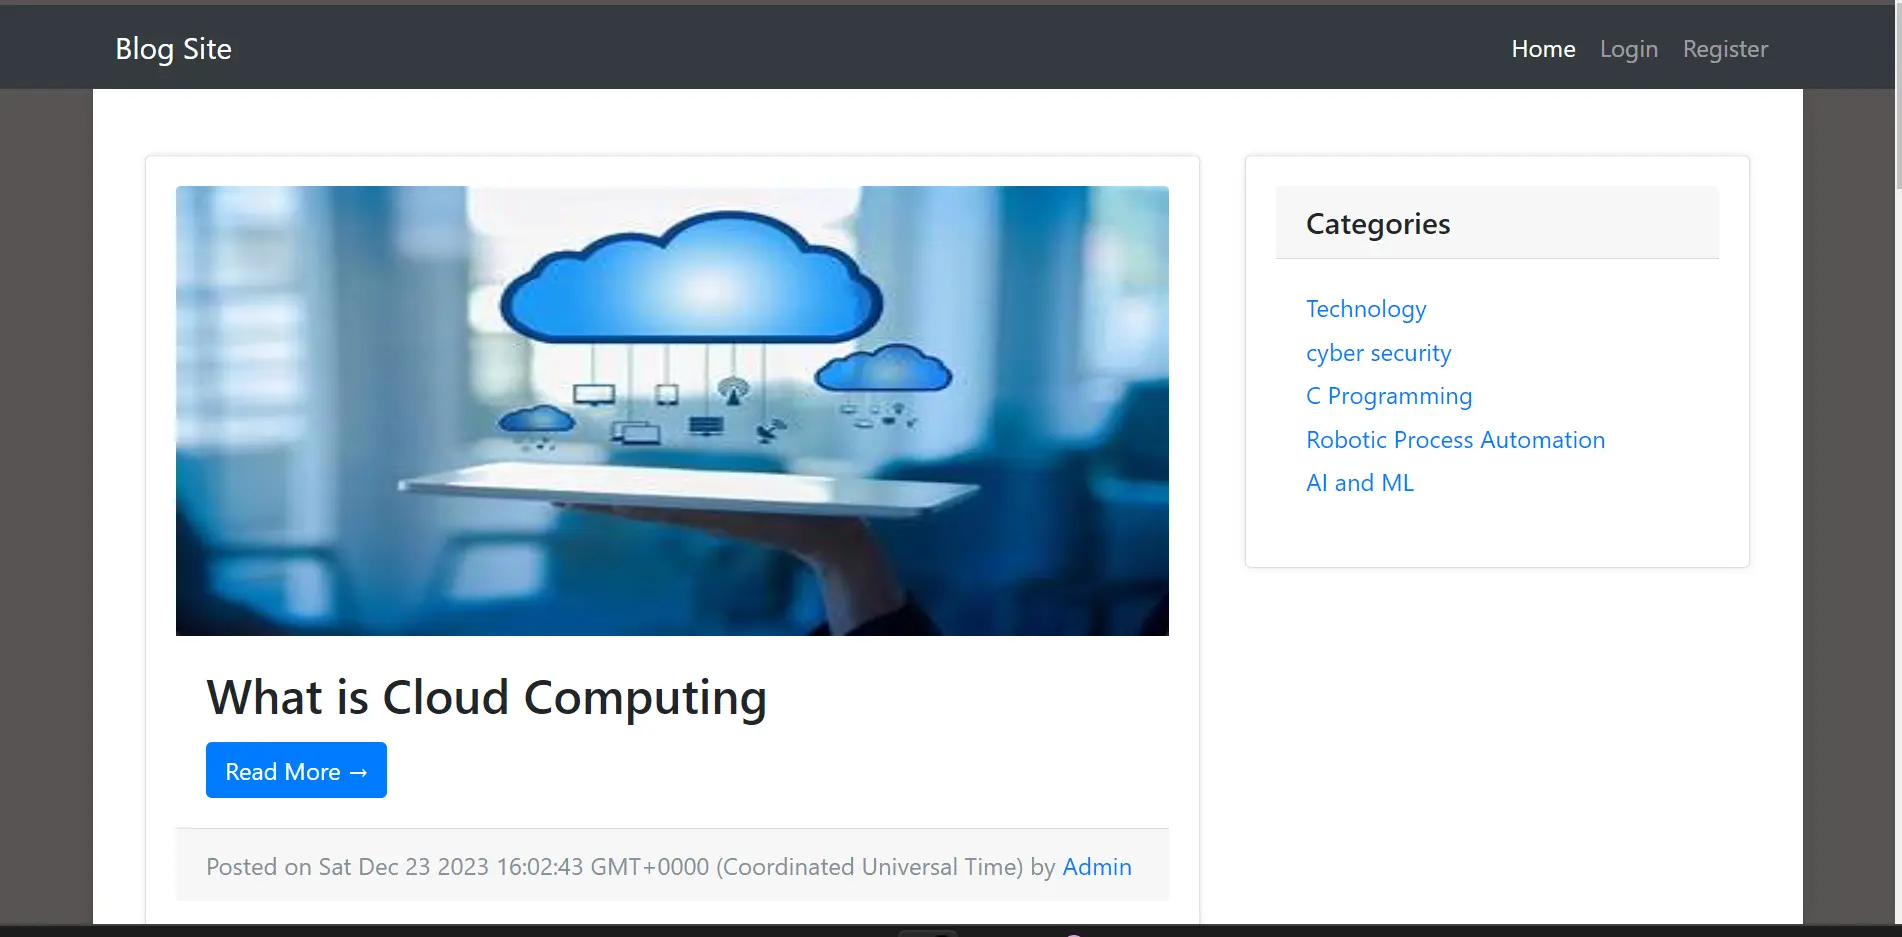 Blog Site
Home Login Register
Categories
Technology
cyber security
C Programming
Robotic Process Automation
AI and ML
What is Cloud Computing
Read More →
Posted on Sat Dec 23 2023 16:02:43 GMT+0000 (Coordinated Universal Time) by Admin